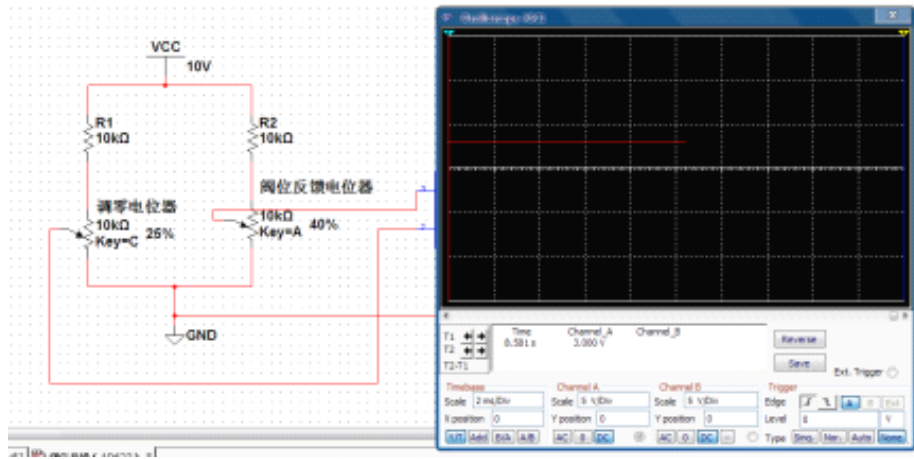 VCC
10V
R1
10kΩ
R2
10kΩ
阀位反馈电位器
调零电位器
10kΩ
Key=C 25%
10kΩ
Key=A 40%
3
2
GND
T1
T2
T2-T1
Time Channel_A Channel_B
3.000 V
Reverse
Save
Ext. Trigger
Timebase
Scale 2 ms/Div
X position 0
Y/T Add B/A A/B
Channel A
Scale 5 V/Div
Y position 0
AC 0 DC
Channel B
Scale 5 V/Div
Y position 0
AC 0 DC
Trigger
Edge A B Ext
Level V
Type Sing. Nor. Auto None